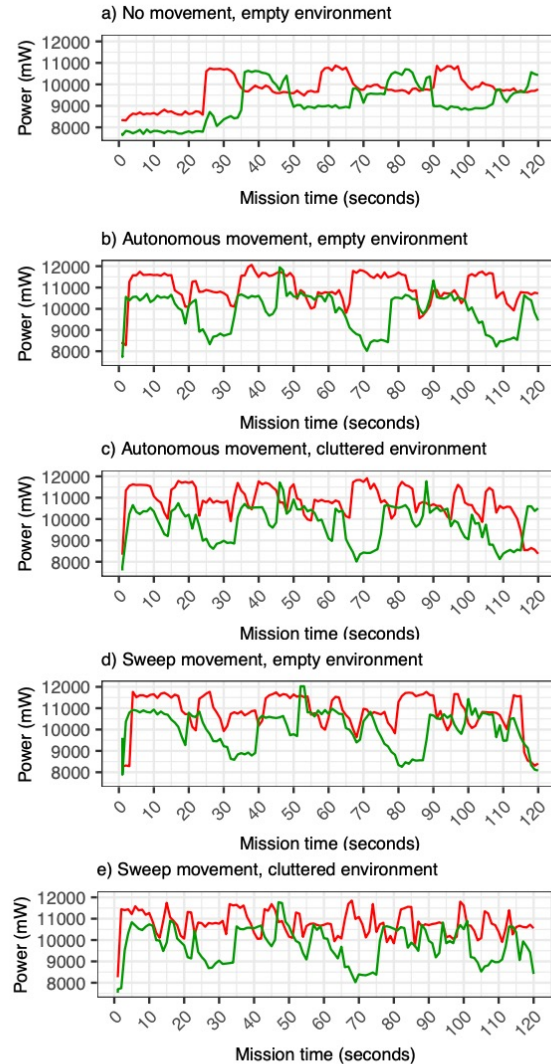 a) No movement, empty environment
Power (mW)
12000
11000
10000
9000
8000
0 10 20 30 40 50 60 70 80 90 100 110 120
Mission time (seconds)
b) Autonomous movement, empty environment
Power (mW)
12000
11000
10000
9000
8000
0 10 20 30 40 50 60 70 80 90 100 110 120
Mission time (seconds)
c) Autonomous movement, cluttered environment
Power (mW)
12000
11000
10000
9000
8000
0 10 20 30 40 50 60 70 80 90 100 110 120
Mission time (seconds)
d) Sweep movement, empty environment
Power (mW)
12000
11000
10000
9000
8000
0 10 20 30 40 50 60 70 80 90 100 110 120
Mission time (seconds)
e) Sweep movement, cluttered environment
Power (mW)
12000
11000
10000
9000
8000
0 10 20 30 40 50 60 70 80 90 100 110 120
Mission time (seconds)